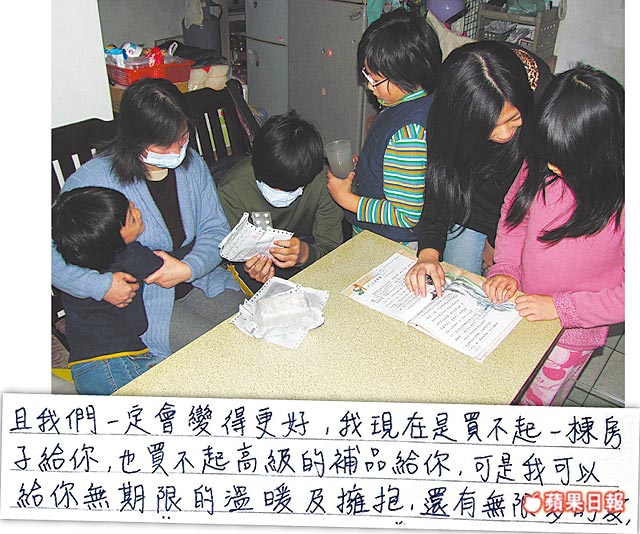 且我們一定會變得更好，我現在是買不起一棟房
子給你，也買不起高級的補品給你，可是我可以
給你無期限的溫暖及擁抱，還有無限多的愛，
蘋果日報